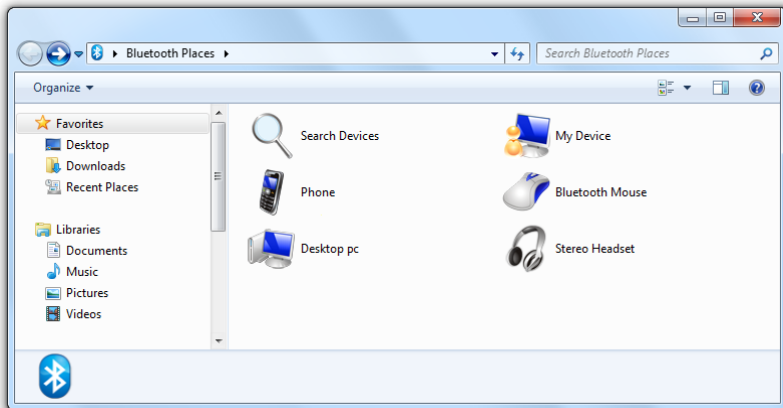 Bluetooth Places
Search Bluetooth Places
Organize
Favorites
Desktop
Downloads
Recent Places
Libraries
Documents
Music
Pictures
Videos
Search Devices
My Device
Phone
Bluetooth Mouse
Desktop pc
Stereo Headset